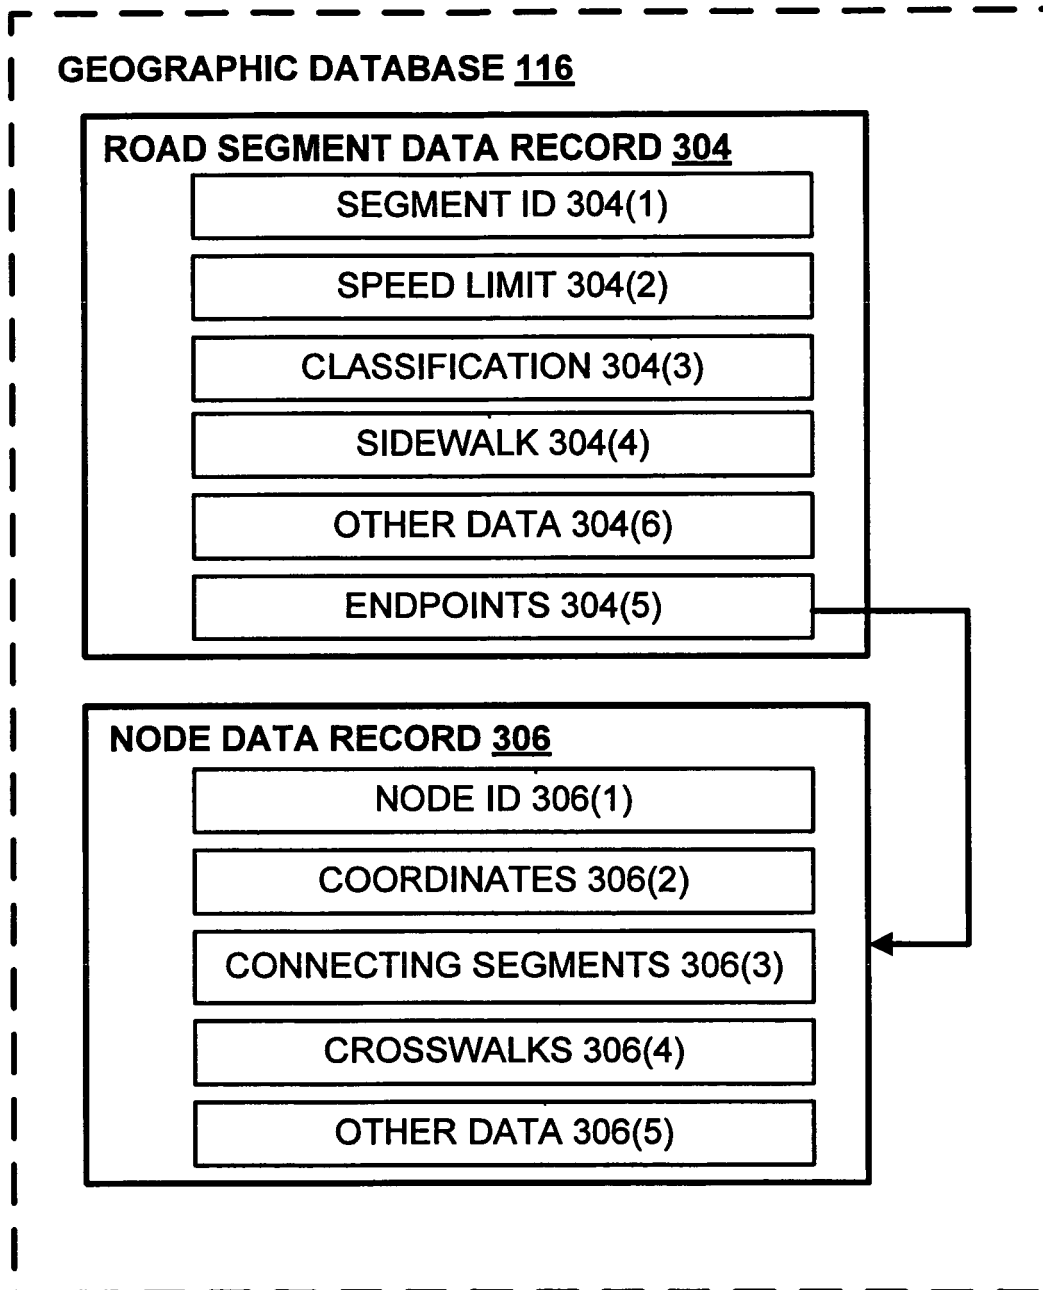 GEOGRAPHIC DATABASE 116
ROAD SEGMENT DATA RECORD 304
SEGMENT ID 304(1)
SPEED LIMIT 304(2)
CLASSIFICATION 304(3)
SIDEWALK 304(4)
OTHER DATA 304(6)
ENDPOINTS 304(5)
NODE DATA RECORD 306
NODE ID 306(1)
COORDINATES 306(2)
CONNECTING SEGMENTS 306(3)
CROSSWALKS 306(4)
OTHER DATA 306(5)